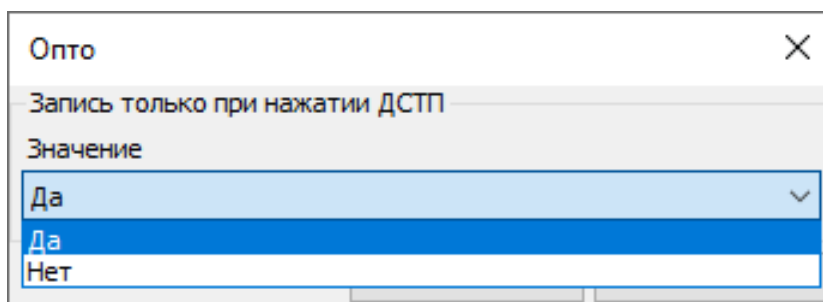 Опто
Запись только при нажатии ДСТП
Значение
Да
Да
Нет